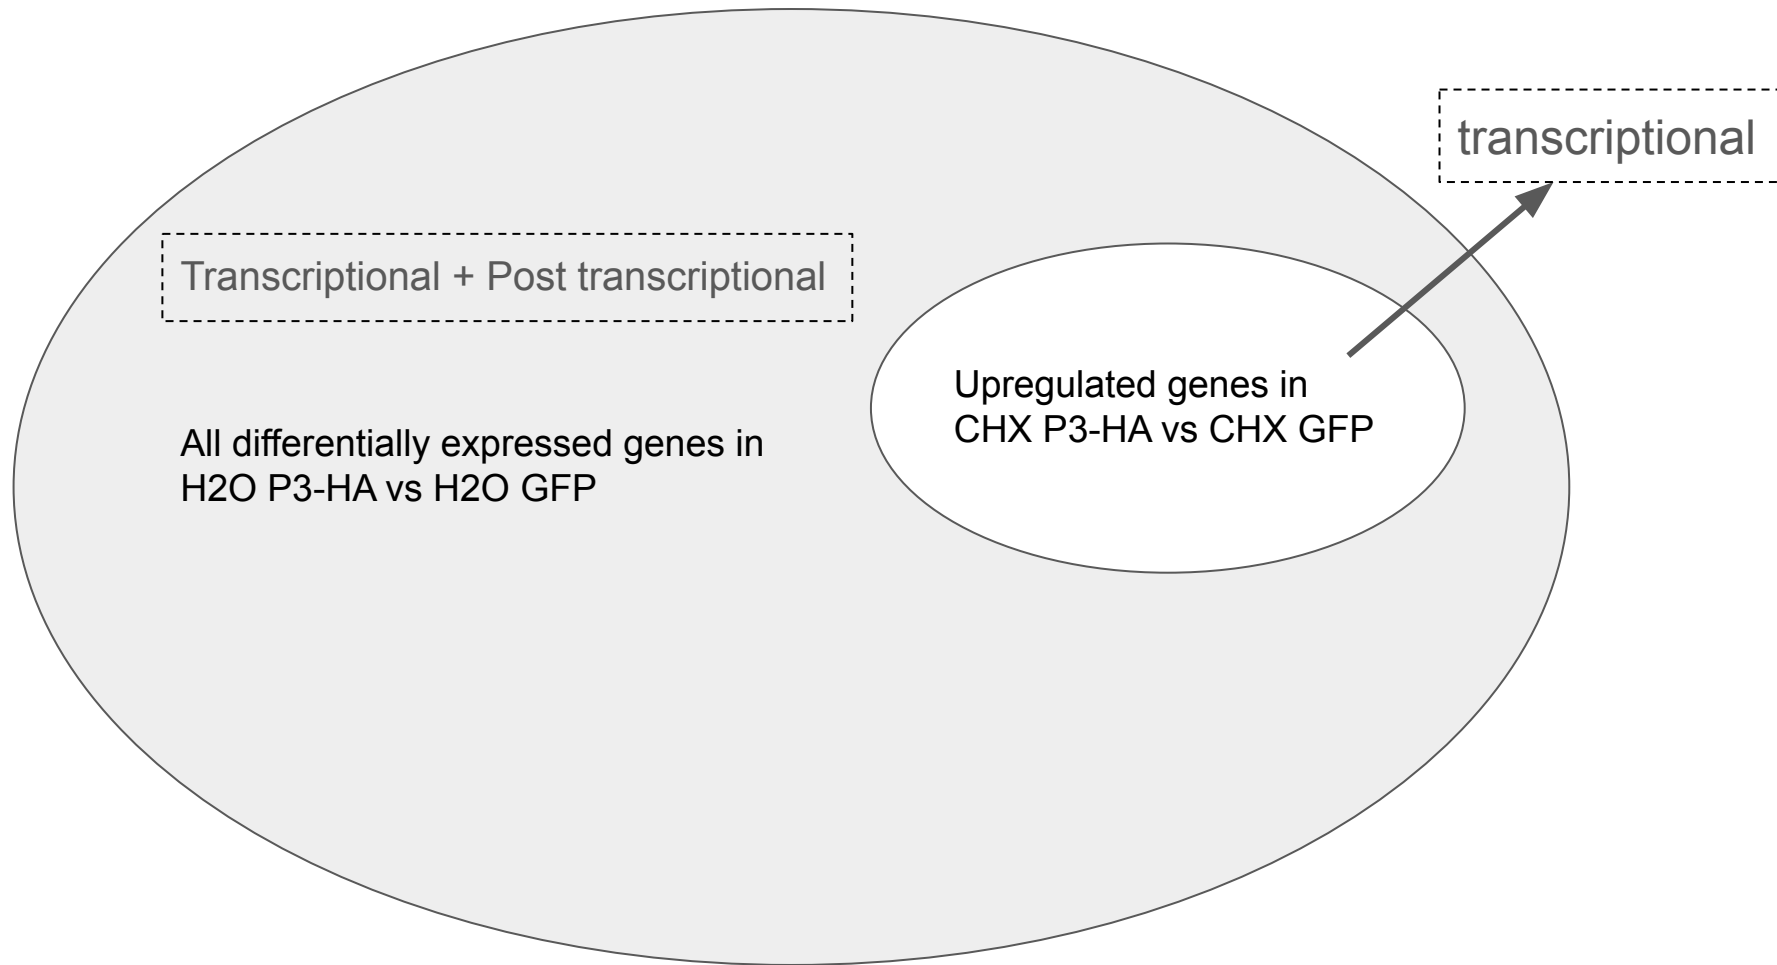 transcriptional
Transcriptional + Post transcriptional
Upregulated genes in
CHX P3-HA vs CHX GFP
All differentially expressed genes in
H2O P3-HA vs H2O GFP